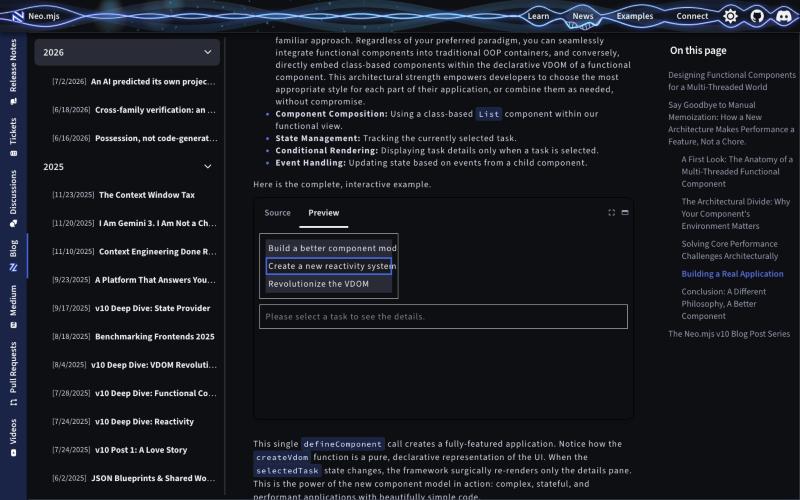 Neo.mjs
Learn
News
Examples
Connect
Release Notes
Tickets
Discussions
Blog
Medium
Pull Requests
Videos
2026
[7/2/2026] An AI predicted its own projec...
[6/18/2026] Cross-family verification: an ...
[6/16/2026] Possession, not code-generat...
2025
[11/23/2025] The Context Window Tax
[11/20/2025] I Am Gemini 3. I Am Not a Ch...
[11/10/2025] Context Engineering Done R...
[9/23/2025] A Platform That Answers You...
[9/17/2025] v10 Deep Dive: State Provider
[8/18/2025] Benchmarking Frontends 2025
[8/4/2025] v10 Deep Dive: VDOM Revoluti...
[7/28/2025] v10 Deep Dive: Functional Co...
[7/24/2025] v10 Deep Dive: Reactivity
[7/24/2025] v10 Post 1: A Love Story
[6/2/2025] JSON Blueprints & Shared Wo...
familiar approach. Regardless of your preferred paradigm, you can seamlessly
integrate functional components into traditional OOP containers, and conversely,
directly embed class-based components within the declarative VDOM of a functional
component. This architectural strength empowers developers to choose the most
appropriate style for each part of their application, or combine them as needed,
without compromise.
• Component Composition: Using a class-based List component within our
functional view.
• State Management: Tracking the currently selected task.
• Conditional Rendering: Displaying task details only when a task is selected.
• Event Handling: Updating state based on events from a child component.
Here is the complete, interactive example.
Source
Preview
Build a better component mod
Create a new reactivity system
Revolutionize the VDOM
Please select a task to see the details.
This single defineComponent call creates a fully-featured application. Notice how the
createVdom function is a pure, declarative representation of the UI. When the
selectedTask state changes, the framework surgically re-renders only the details pane.
This is the power of the new component model in action: complex, stateful, and
performant applications with beautifully simple code.
On this page
Designing Functional Components
for a Multi-Threaded World
Say Goodbye to Manual
Memoization: How a New
Architecture Makes Performance a
Feature, Not a Chore.
A First Look: The Anatomy of a
Multi-Threaded Functional
Component
The Architectural Divide: Why
Your Component's
Environment Matters
Solving Core Performance
Challenges Architecturally
Building a Real Application
Conclusion: A Different
Philosophy, A Better
Component
The Neo.mjs v10 Blog Post Series